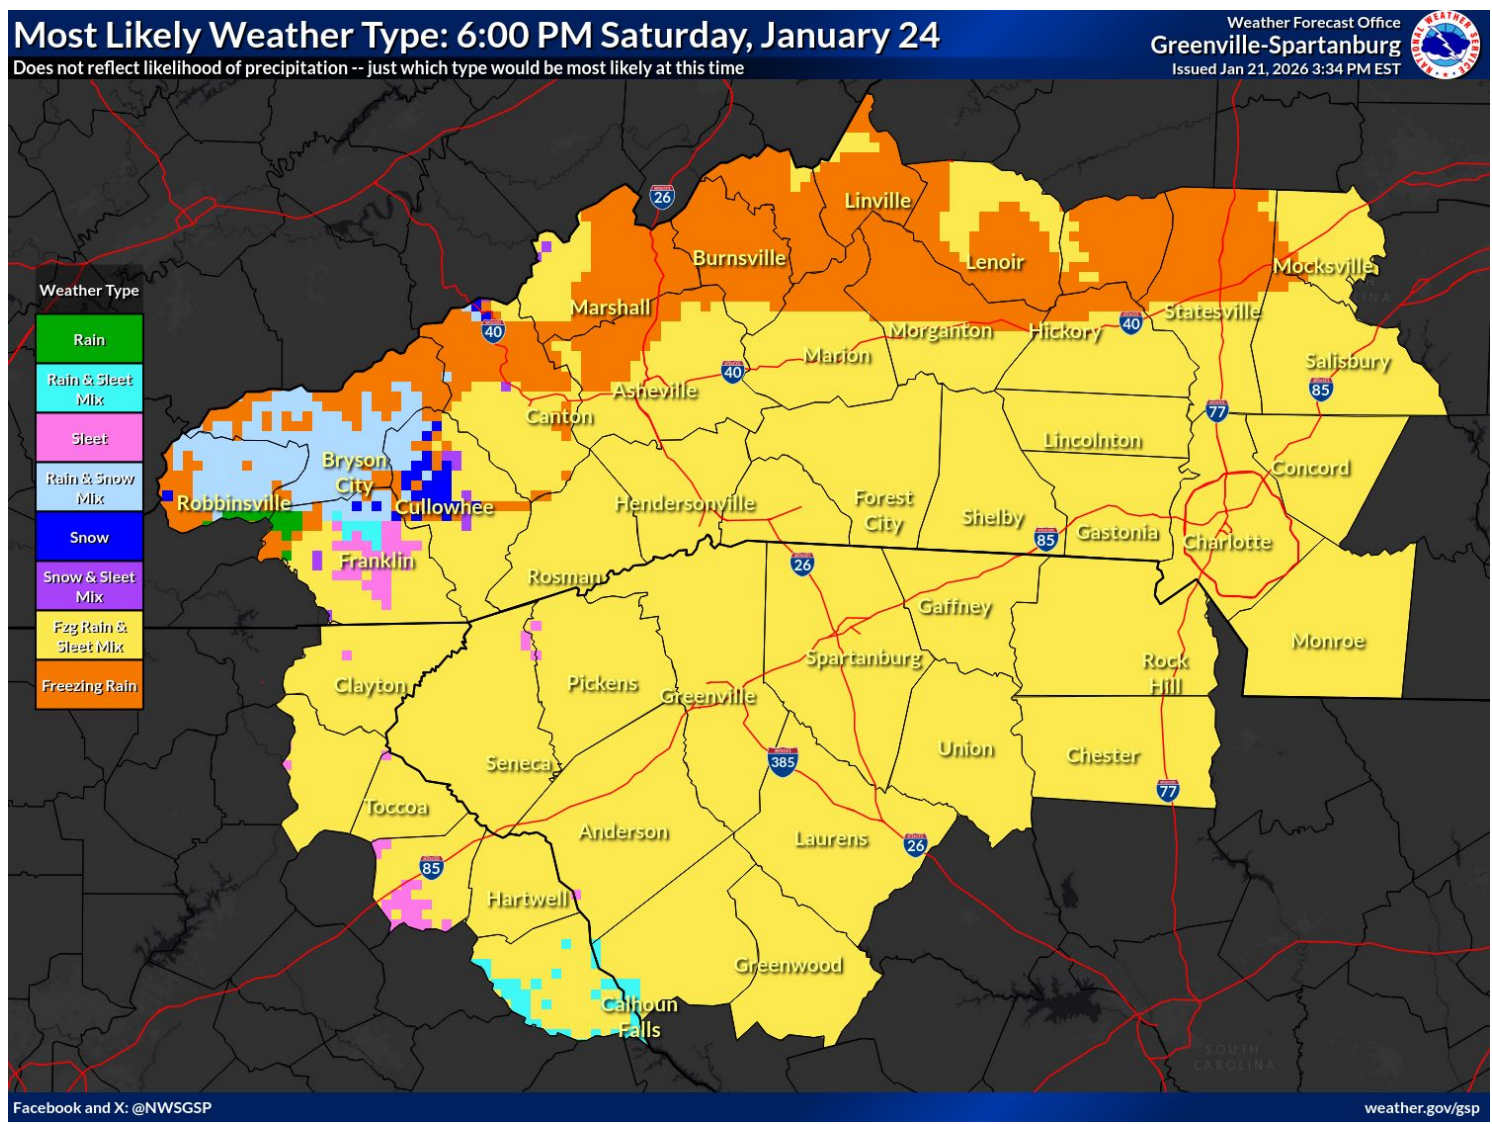 Most Likely Weather Type: 6:00 PM Saturday, January 24
Does not reflect likelihood of precipitation -- just which type would be most likely at this time
Weather Forecast Office
Greenville-Spartanburg
Issued Jan 21, 2026 3:34 PM EST
NATIONAL WEATHER SERVICE
26
Linville
Burnsville
Lenoir
Mocksville
Marshall
Statesville
40
Morganton
Hickory
40
Marion
Salisbury
40
Asheville
85
Canton
77
Lincolnton
Bryson
City
Concord
Robbinsville
Cullowhee
Hendersonville
Forest
City
Shelby
85
Gastonia
Charlotte
Franklin
Rosman
26
Gaffney
Monroe
Spartanburg
Rock
Hill
Clayton
Pickens
Greenville
Union
Chester
Seneca
385
77
Toccoa
Anderson
Laurens
26
85
Hartwell
Greenwood
Calhoun
Falls
SOUTH
CAROLINA
Weather Type
Rain
Rain & Sleet
Mix
Sleet
Rain & Snow
Mix
Snow
Snow & Sleet
Mix
Fzg Rain &
Sleet Mix
Freezing Rain
Facebook and X: @NWSGSP
weather.gov/gsp